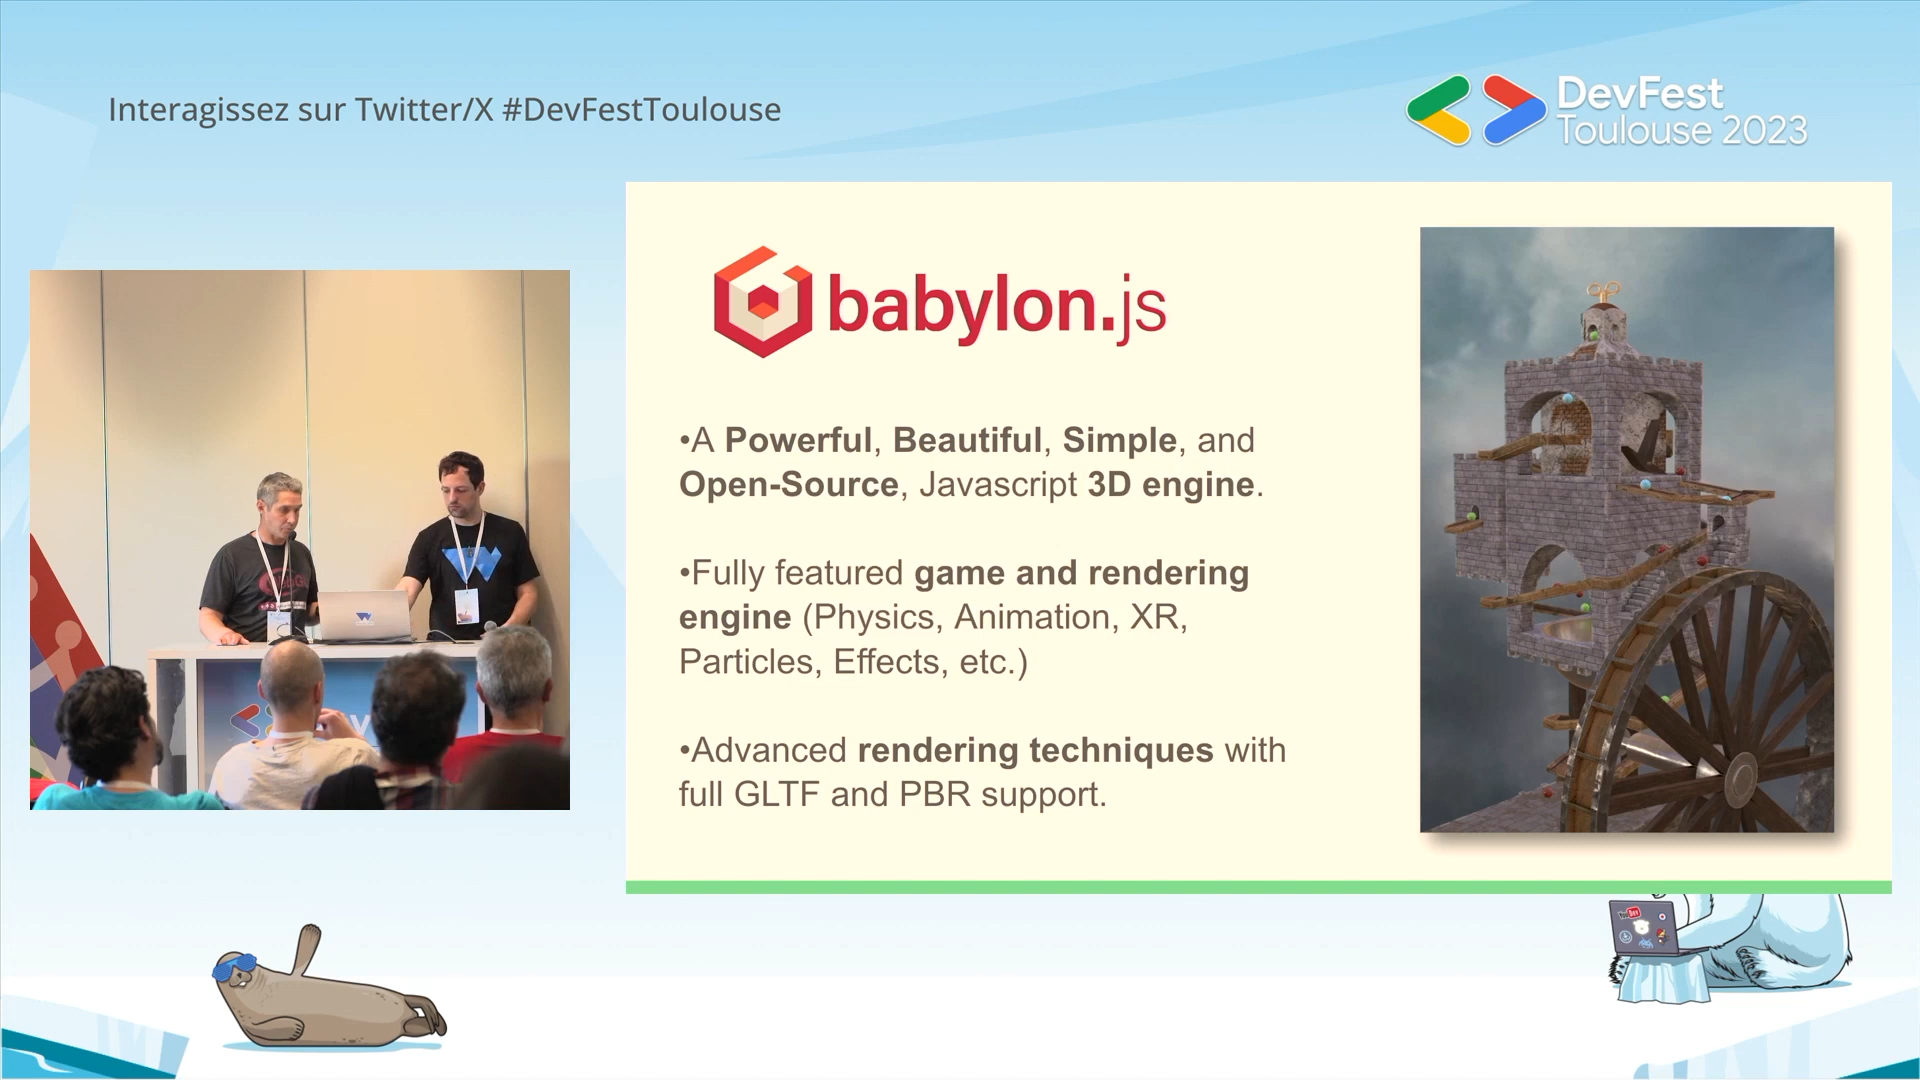 Interagissez sur Twitter/X #DevFestToulouse
DevFest
Toulouse 2023
babylon.js
•A Powerful, Beautiful, Simple, and
Open-Source, Javascript 3D engine.
•Fully featured game and rendering
engine (Physics, Animation, XR,
Particles, Effects, etc.)
•Advanced rendering techniques with
full GLTF and PBR support.